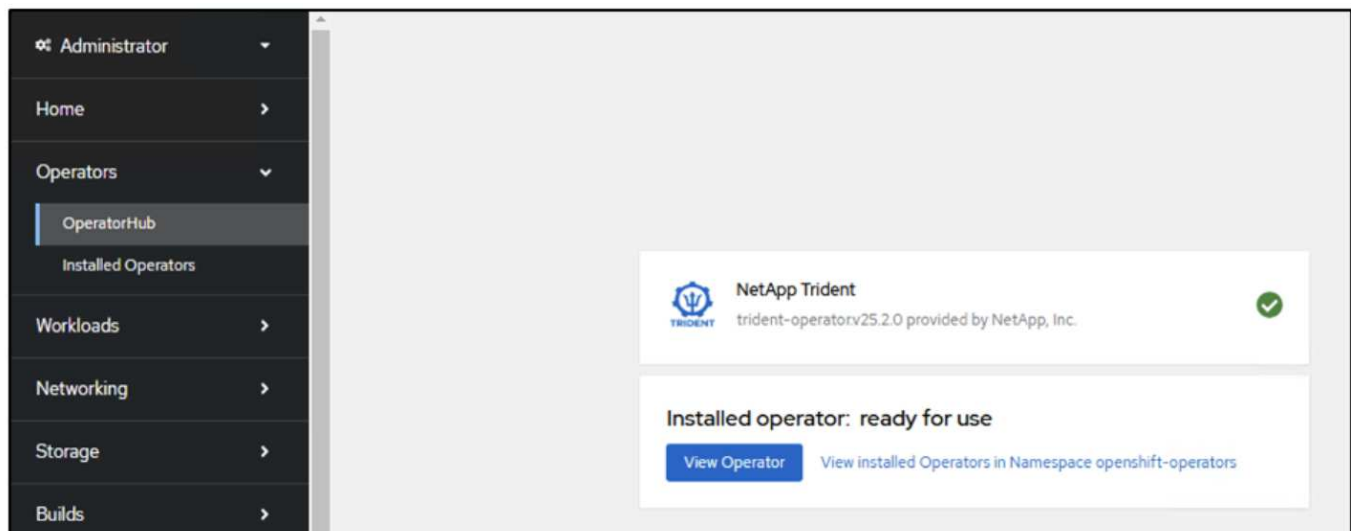 Administrator
Home
Operators
OperatorHub
Installed Operators
Workloads
Networking
Storage
Builds
NetApp Trident
TRIDENT
trident-operator.v25.2.0 provided by NetApp, Inc.
Installed operator: ready for use
View Operator
View installed Operators in Namespace openshift-operators